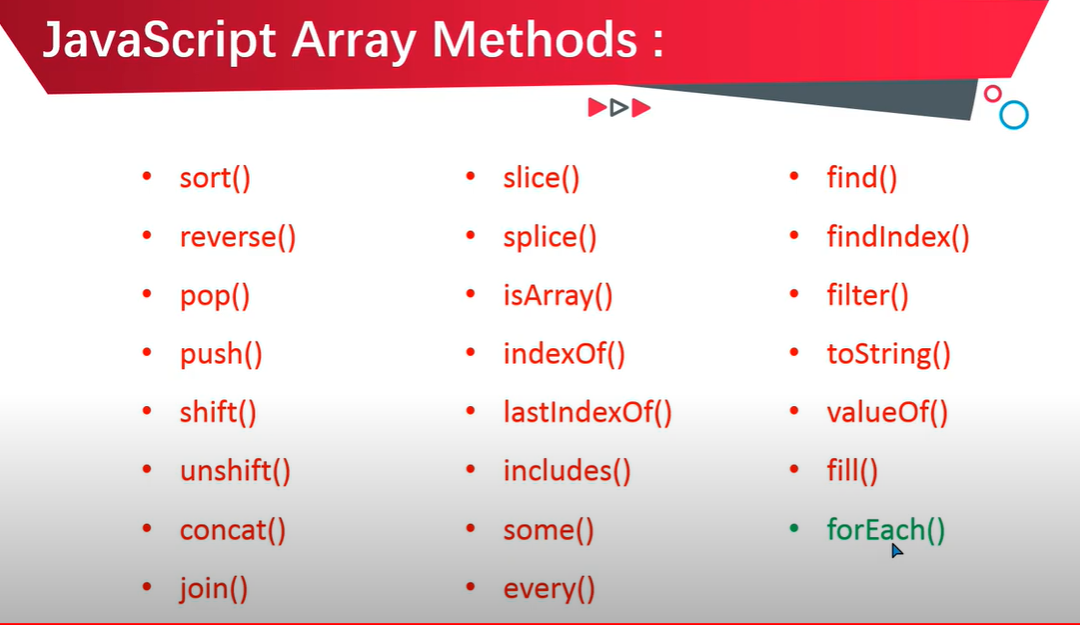 JavaScript Array Methods :
• sort()
• reverse()
• pop()
• push()
• shift()
• unshift()
• concat()
• join()
• slice()
• splice()
• isArray()
• indexOf()
• lastIndexOf()
• includes()
• some()
• every()
• find()
• findIndex()
• filter()
• toString()
• valueOf()
• fill()
• forEach()